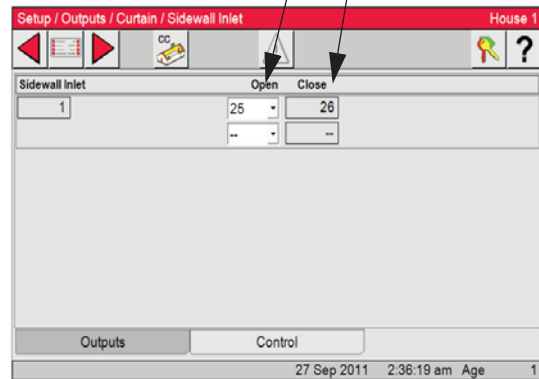 Setup / Outputs / Curtain / Sidewall Inlet House 1
CC
?
Sidewall Inlet Open Close
1 25 26
-- --
Outputs Control
27 Sep 2011 2:36:19 am Age 1